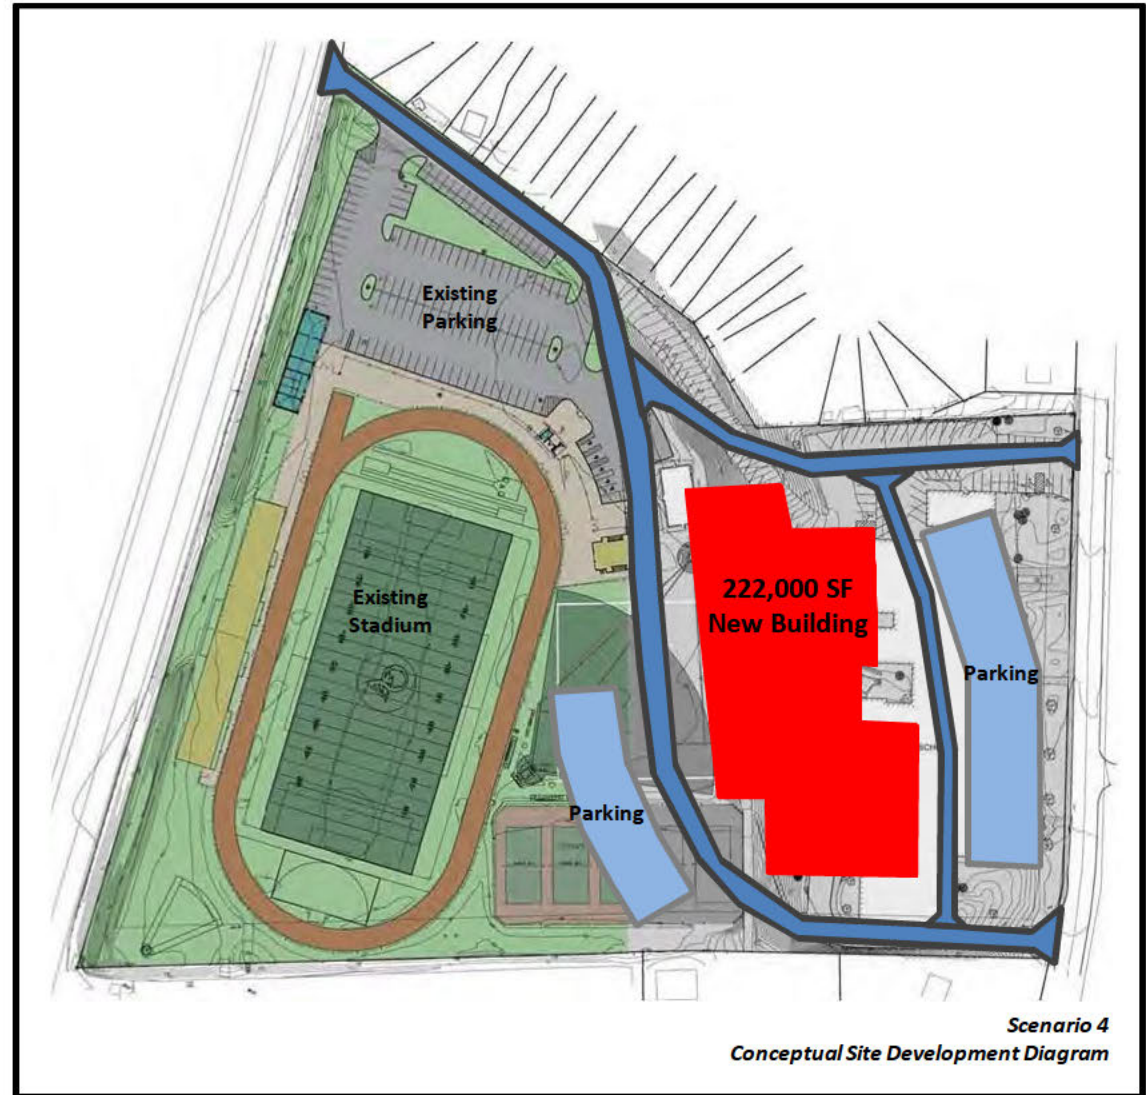 Existing
Parking
222,000 SF
New Building
Existing
Stadium
Parking
Parking
Scenario 4
Conceptual Site Development Diagram